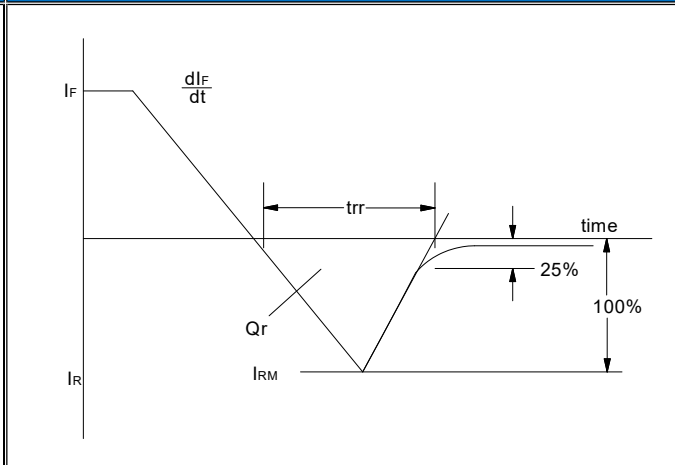 IF
dIF
dt
trr
time
25%
100%
Qr
IR
IRM